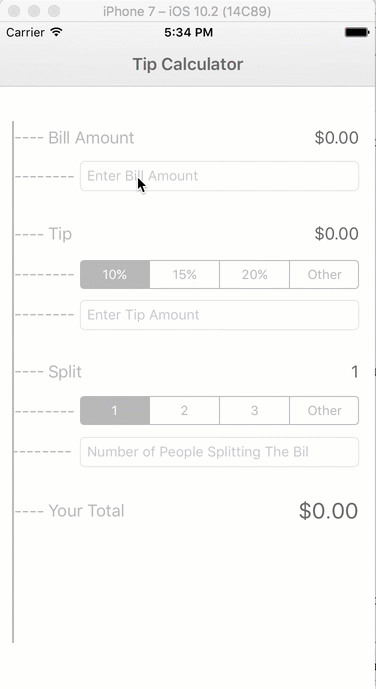 iPhone 7 – iOS 10.2 (14C89)
Carrier 5:34 PM
Tip Calculator
Bill Amount $0.00
Enter Bill Amount
Tip $0.00
10% 15% 20% Other
Enter Tip Amount
Split 1
1 2 3 Other
Number of People Splitting The Bil
Your Total $0.00